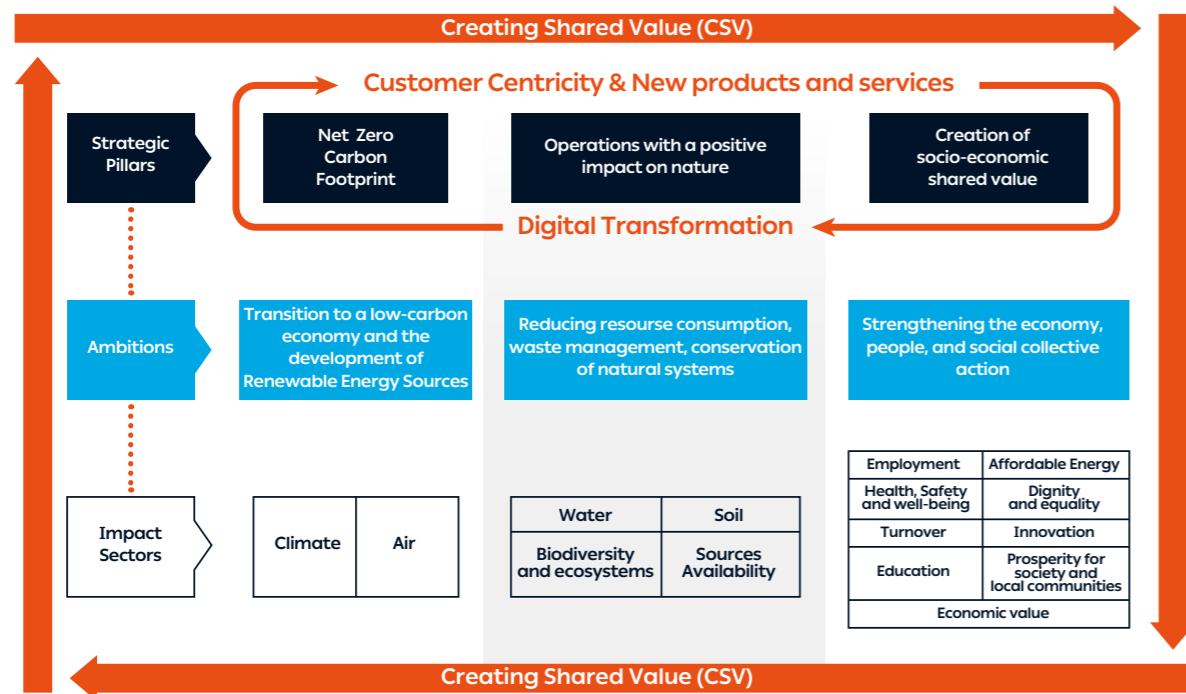 Creating Shared Value (CSV)
Customer Centricity & New products and services
Strategic
Pillars
Net Zero
Carbon
Footprint
Operations with a positive
impact on nature
Creation of
socio-economic
shared value
Digital Transformation
Ambitions
Transition to a low-carbon
economy and the
development of
Renewable Energy Sources
Reducing resourse consumption,
waste management, conservation
of natural systems
Strengthening the economy,
people, and social collective
action
Impact
Sectors
Climate
Air
Water
Soil
Biodiversity
and ecosystems
Sources
Availability
Employment
Affordable Energy
Health, Safety
and well-being
Dignity
and equality
Turnover
Innovation
Education
Prosperity for
society and
local communities
Economic value
Creating Shared Value (CSV)